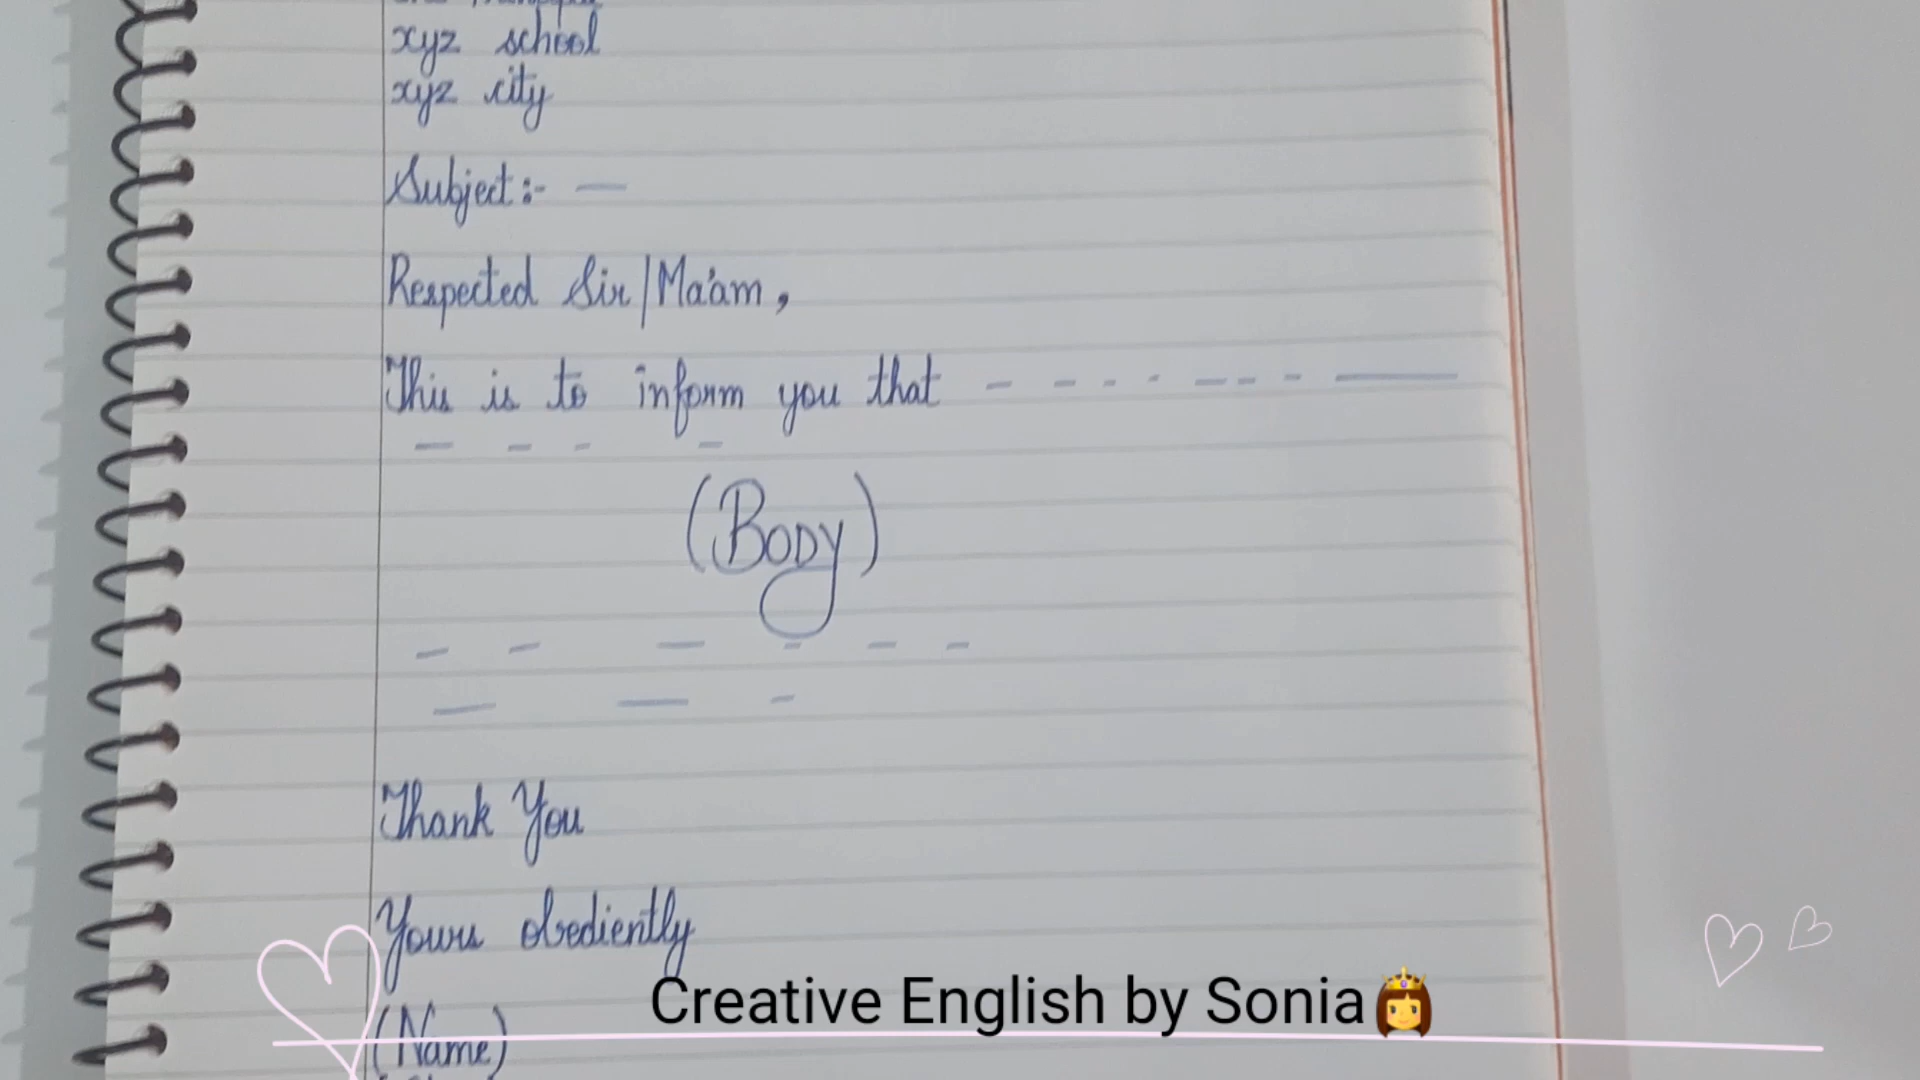 xyz school
xyz city
Subject:- —
Respected Sir/Ma'am,
This is to inform you that - - - - - - - —
- - - -
(BODY)
- - - - - -
- - -
Thank You
Yours obediently
(Name)
Creative English by Sonia👸